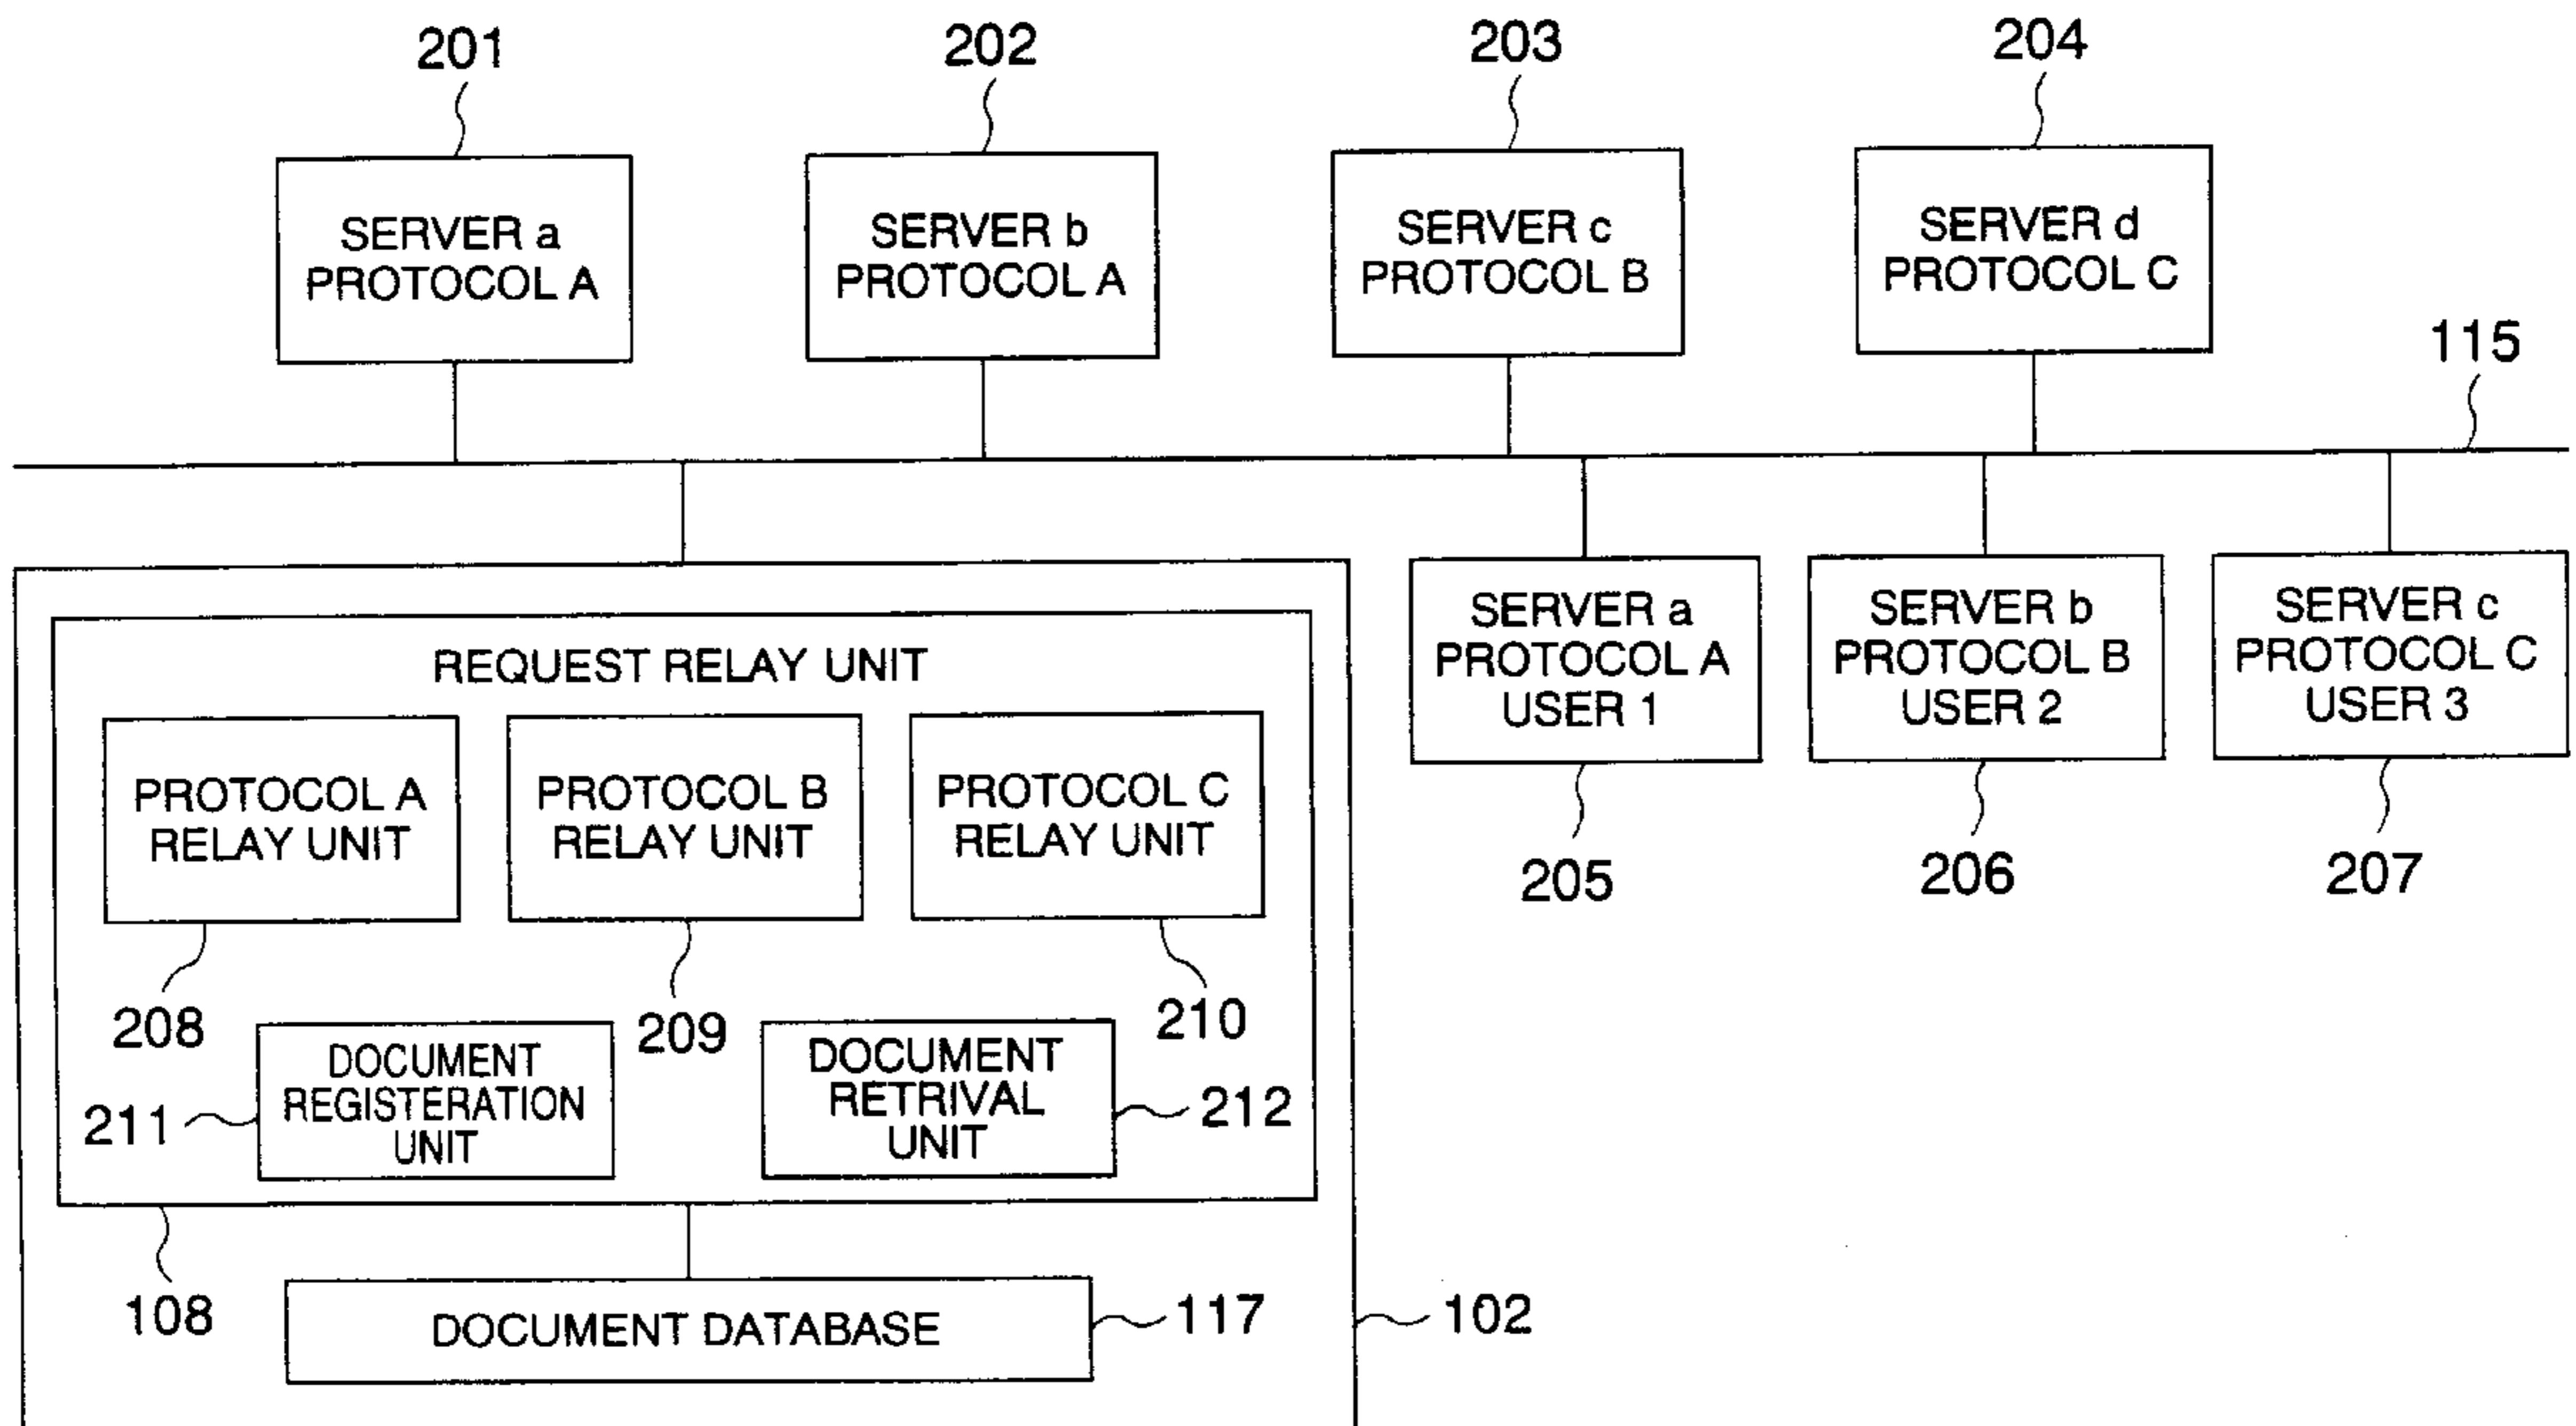 201
202
203
204
SERVER a
PROTOCOL A
SERVER b
PROTOCOL A
SERVER c
PROTOCOL B
SERVER d
PROTOCOL C
115
REQUEST RELAY UNIT
PROTOCOL A
RELAY UNIT
PROTOCOL B
RELAY UNIT
PROTOCOL C
RELAY UNIT
208
209
210
DOCUMENT
REGISTERATION
UNIT
211
DOCUMENT
RETRIVAL
UNIT
212
108
DOCUMENT DATABASE
117
102
SERVER a
PROTOCOL A
USER 1
SERVER b
PROTOCOL B
USER 2
SERVER c
PROTOCOL C
USER 3
205
206
207